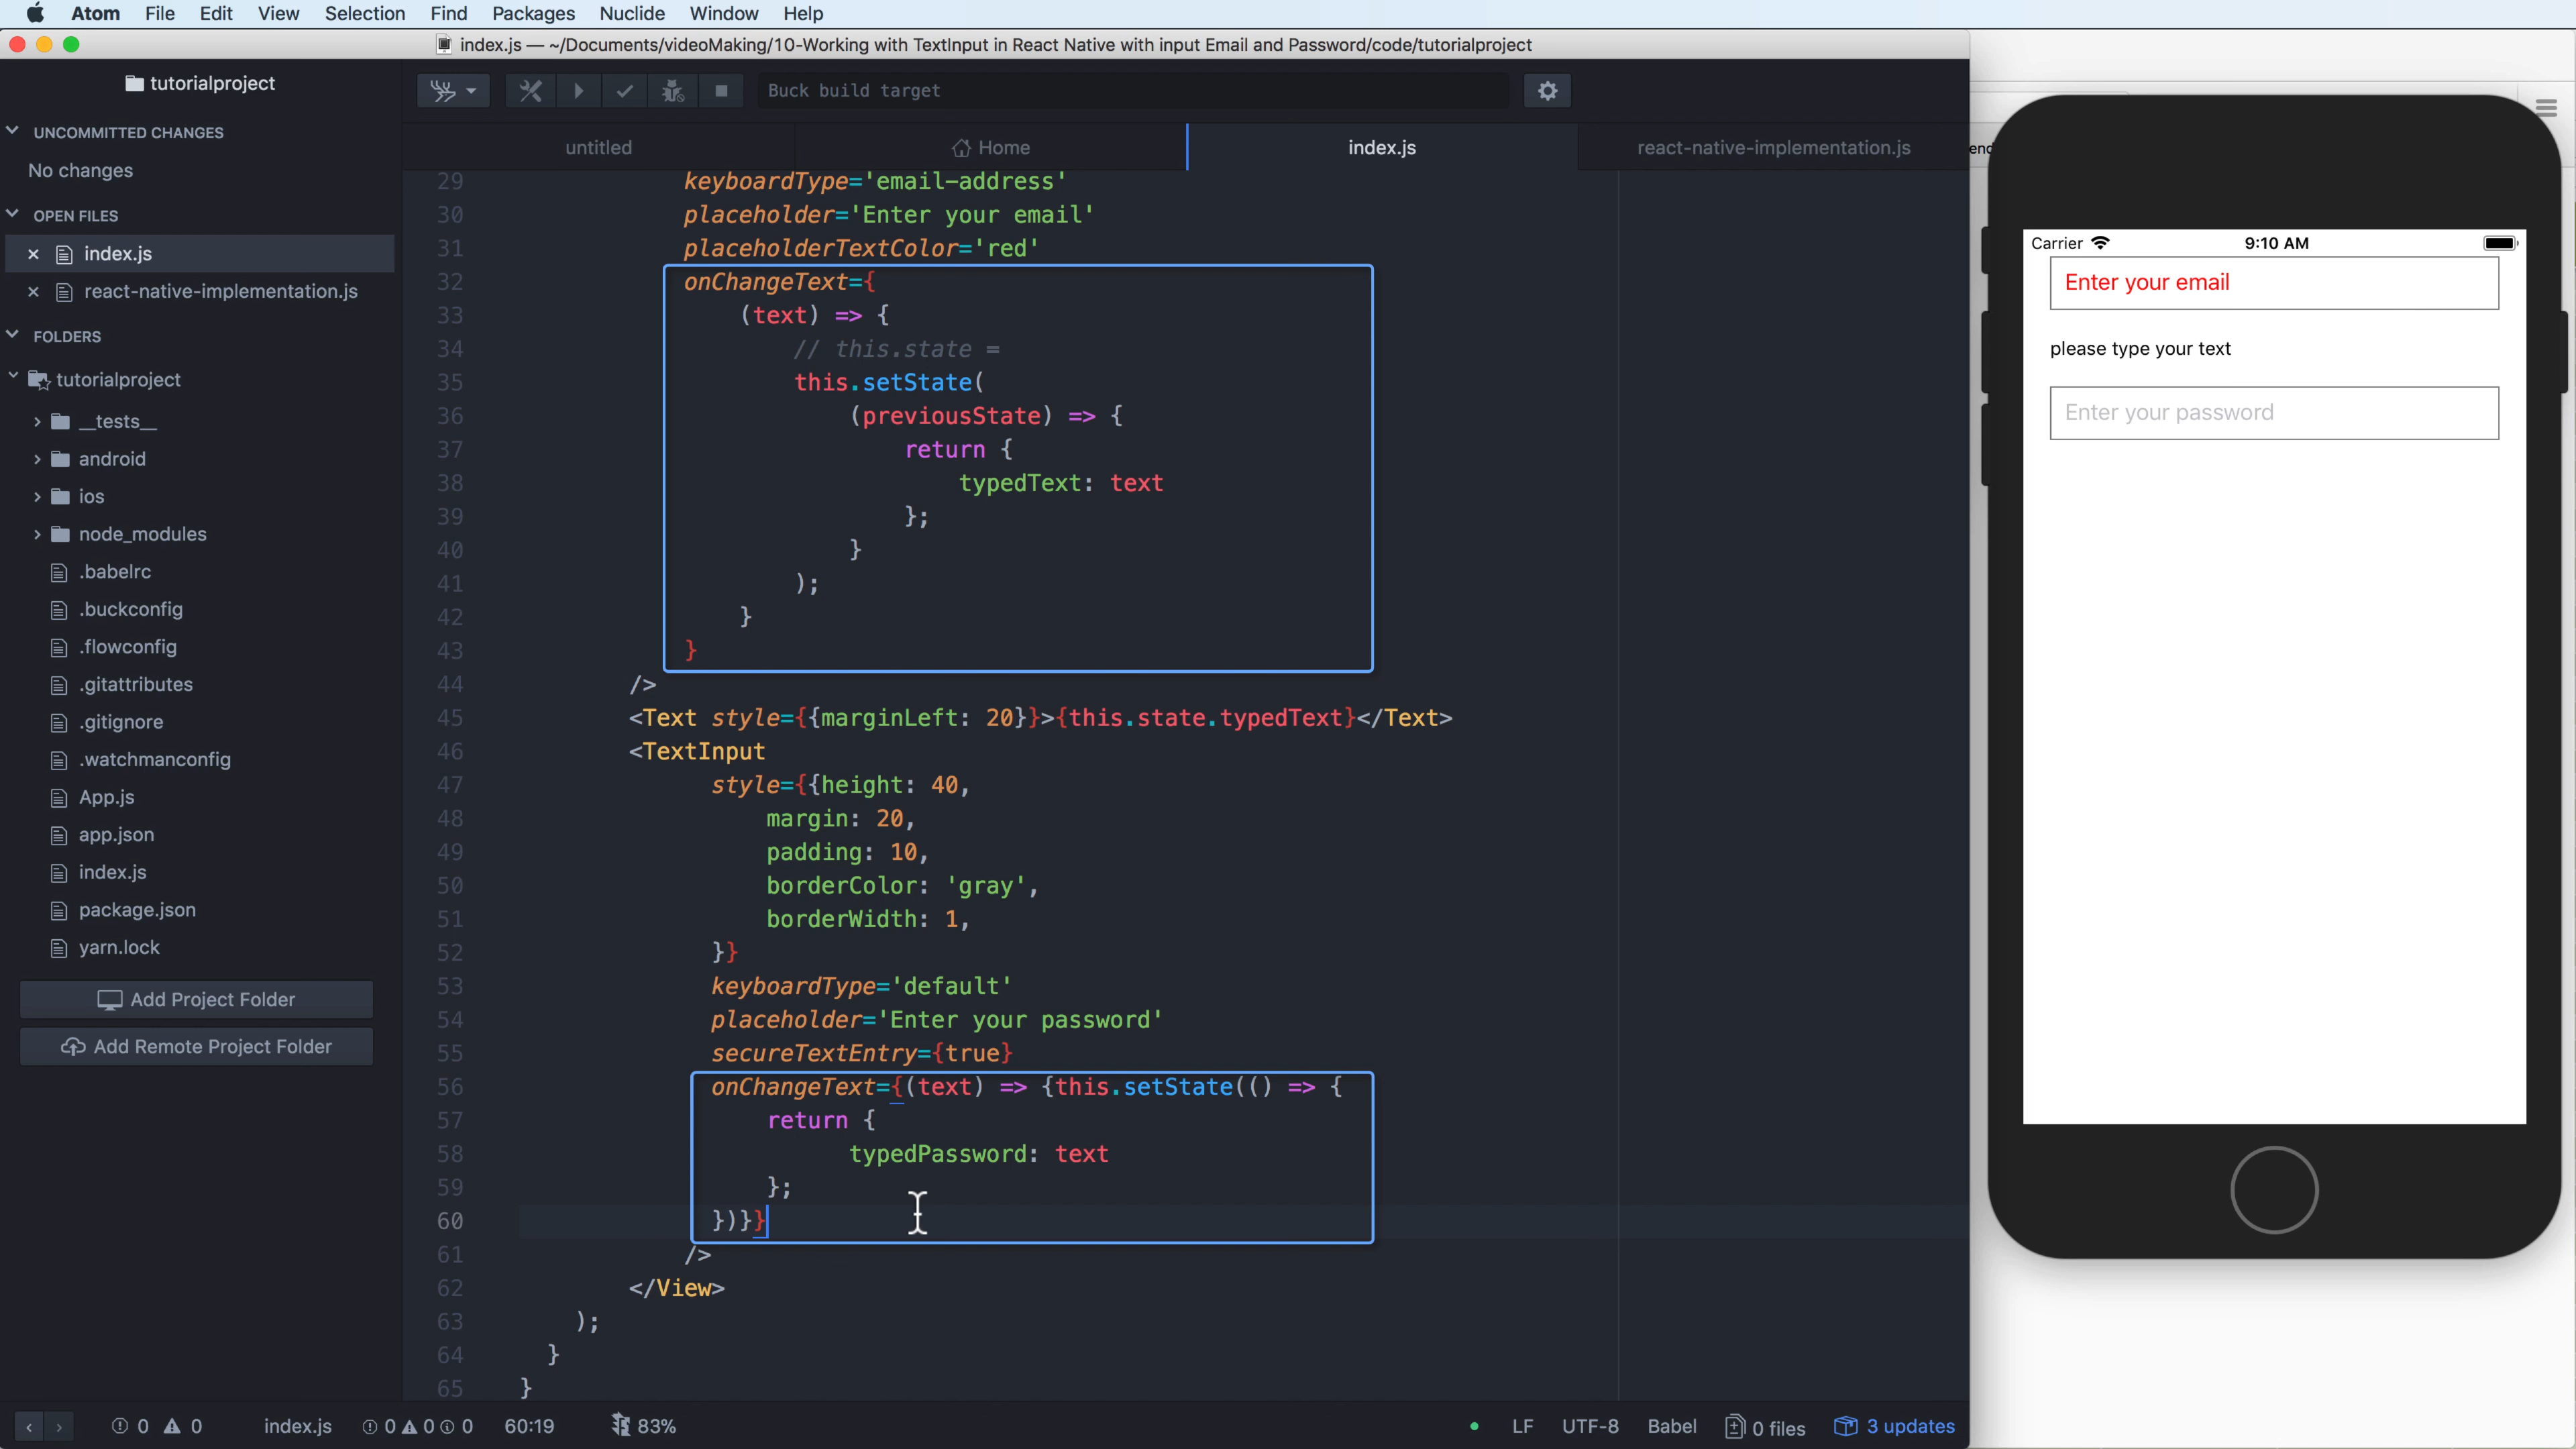 Atom File Edit View Selection Find Packages Nuclide Window Help
index.js — ~/Documents/videoMaking/10-Working with TextInput in React Native with input Email and Password/code/tutorialproject
tutorialproject
UNCOMMITTED CHANGES
No changes
OPEN FILES
index.js
react-native-implementation.js
FOLDERS
tutorialproject
__tests__
android
ios
node_modules
.babelrc
.buckconfig
.flowconfig
.gitattributes
.gitignore
.watchmanconfig
App.js
app.json
index.js
package.json
yarn.lock
Add Project Folder
Add Remote Project Folder
Buck build target
untitled Home index.js react-native-implementation.js
29 keyboardType='email-address'
30 placeholder='Enter your email'
31 placeholderTextColor='red'
32 onChangeText={
33 (text) => {
34 // this.state =
35 this.setState(
36 (previousState) => {
37 return {
38 typedText: text
39 };
40 }
41 );
42 }
43 }
44 />
45 <Text style={{marginLeft: 20}}>{this.state.typedText}</Text>
46 <TextInput
47 style={{height: 40,
48 margin: 20,
49 padding: 10,
50 borderColor: 'gray',
51 borderWidth: 1,
52 }}
53 keyboardType='default'
54 placeholder='Enter your password'
55 secureTextEntry={true}
56 onChangeText={(text) => {this.setState(() => {
57 return {
58 typedPassword: text
59 };
60 })}}
61 />
62 </View>
63 );
64 }
65 }
0 0 index.js 0 0 0 60:19 83% LF UTF-8 Babel 0 files 3 updates
end
Carrier 9:10 AM
Enter your email
please type your text
Enter your password